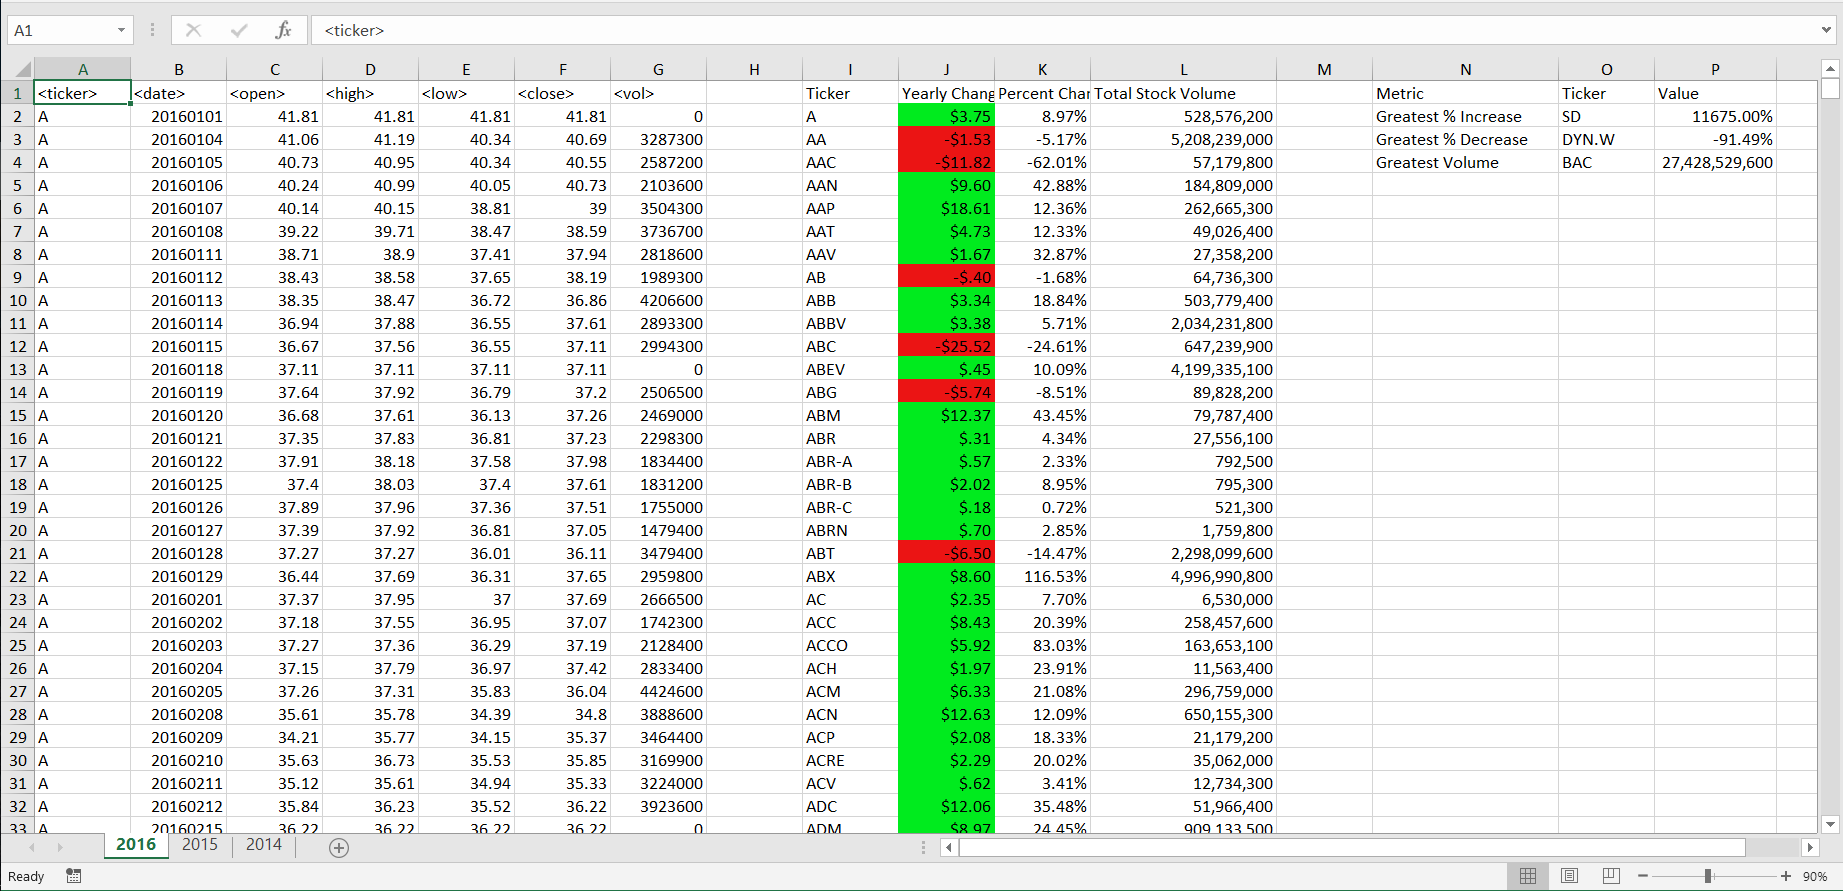 A1 fx <ticker>
A B C D E F G H I J K L M N O P
1 <ticker> <date> <open> <high> <low> <close> <vol> Ticker Yearly Chang Percent Char Total Stock Volume Metric Ticker Value
2 A 20160101 41.81 41.81 41.81 41.81 0 A $3.75 8.97% 528,576,200 Greatest % Increase SD 11675.00%
3 A 20160104 41.06 41.19 40.34 40.69 3287300 AA -$1.53 -5.17% 5,208,239,000 Greatest % Decrease DYN.W -91.49%
4 A 20160105 40.73 40.95 40.34 40.55 2587200 AAC -$11.82 -62.01% 57,179,800 Greatest Volume BAC 27,428,529,600
5 A 20160106 40.24 40.99 40.05 40.73 2103600 AAN $9.60 42.88% 184,809,000
6 A 20160107 40.14 40.15 38.81 39 3504300 AAP $18.61 12.36% 262,665,300
7 A 20160108 39.22 39.71 38.47 38.59 3736700 AAT $4.73 12.33% 49,026,400
8 A 20160111 38.71 38.9 37.41 37.94 2818600 AAV $1.67 32.87% 27,358,200
9 A 20160112 38.43 38.58 37.65 38.19 1989300 AB -$.40 -1.68% 64,736,300
10 A 20160113 38.35 38.47 36.72 36.86 4206600 ABB $3.34 18.84% 503,779,400
11 A 20160114 36.94 37.88 36.55 37.61 2893300 ABBV $3.38 5.71% 2,034,231,800
12 A 20160115 36.67 37.56 36.55 37.11 2994300 ABC -$25.52 -24.61% 647,239,900
13 A 20160118 37.11 37.11 37.11 37.11 0 ABEV $.45 10.09% 4,199,335,100
14 A 20160119 37.64 37.92 36.79 37.2 2506500 ABG -$5.74 -8.51% 89,828,200
15 A 20160120 36.68 37.61 36.13 37.26 2469000 ABM $12.37 43.45% 79,787,400
16 A 20160121 37.35 37.83 36.81 37.23 2298300 ABR $.31 4.34% 27,556,100
17 A 20160122 37.91 38.18 37.58 37.98 1834400 ABR-A $.57 2.33% 792,500
18 A 20160125 37.4 38.03 37.4 37.61 1831200 ABR-B $2.02 8.95% 795,300
19 A 20160126 37.89 37.96 37.36 37.51 1755000 ABR-C $.18 0.72% 521,300
20 A 20160127 37.39 37.92 36.81 37.05 1479400 ABRN $.70 2.85% 1,759,800
21 A 20160128 37.27 37.27 36.01 36.11 3479400 ABT -$6.50 -14.47% 2,298,099,600
22 A 20160129 36.44 37.69 36.31 37.65 2959800 ABX $8.60 116.53% 4,996,990,800
23 A 20160201 37.37 37.95 37 37.69 2666500 AC $2.35 7.70% 6,530,000
24 A 20160202 37.18 37.55 36.95 37.07 1742300 ACC $8.43 20.39% 258,457,600
25 A 20160203 37.27 37.36 36.29 37.19 2128400 ACCO $5.92 83.03% 163,653,100
26 A 20160204 37.15 37.79 36.97 37.42 2833400 ACH $1.97 23.91% 11,563,400
27 A 20160205 37.26 37.31 35.83 36.04 4424600 ACM $6.33 21.08% 296,759,000
28 A 20160208 35.61 35.78 34.39 34.8 3888600 ACN $12.63 12.09% 650,155,300
29 A 20160209 34.21 35.77 34.15 35.37 3464400 ACP $2.08 18.33% 21,179,200
30 A 20160210 35.63 36.73 35.53 35.85 3169900 ACRE $2.29 20.02% 35,062,000
31 A 20160211 35.12 35.61 34.94 35.33 3224000 ACV $.62 3.41% 12,734,300
32 A 20160212 35.84 36.23 35.52 36.22 3923600 ADC $12.06 35.48% 51,966,400
33 A 20160215 36.22 36.22 36.22 36.22 0 ADM $8.97 24.45% 909,133,500
2016 2015 2014
Ready 90%